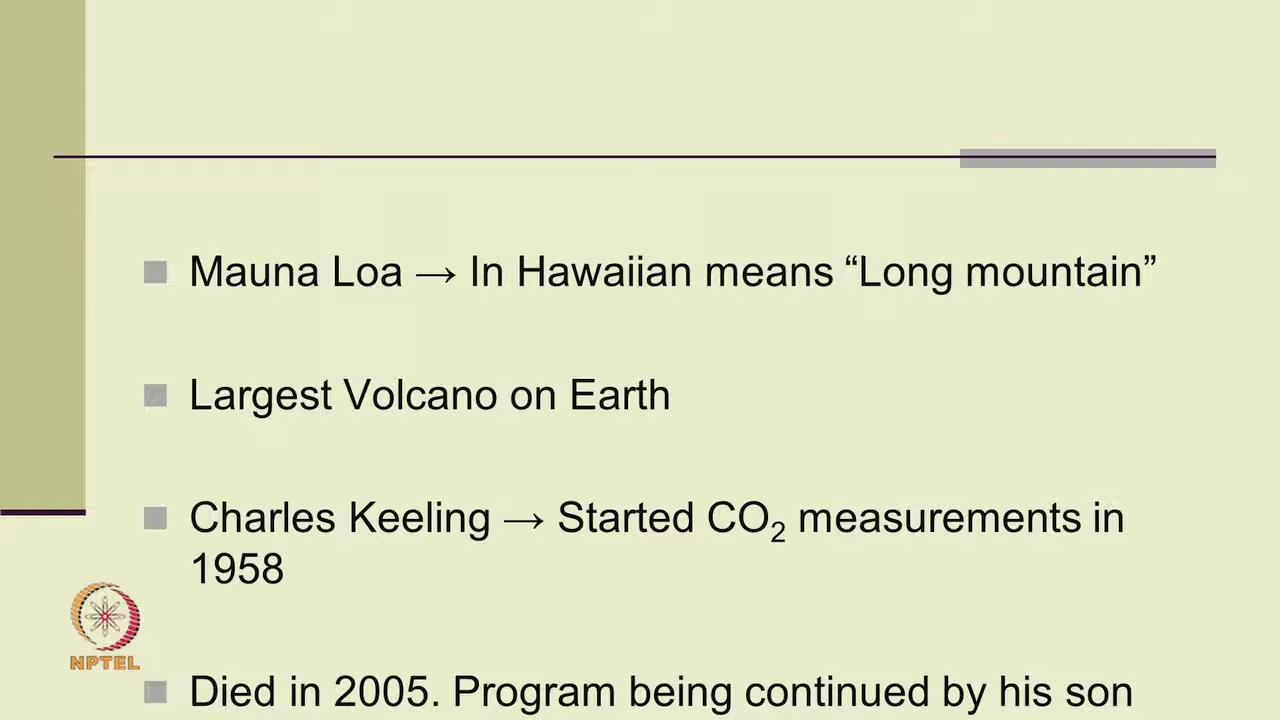 Mauna Loa → In Hawaiian means “Long mountain”
Largest Volcano on Earth
Charles Keeling → Started CO₂ measurements in
1958
NPTEL
Died in 2005. Program being continued by his son